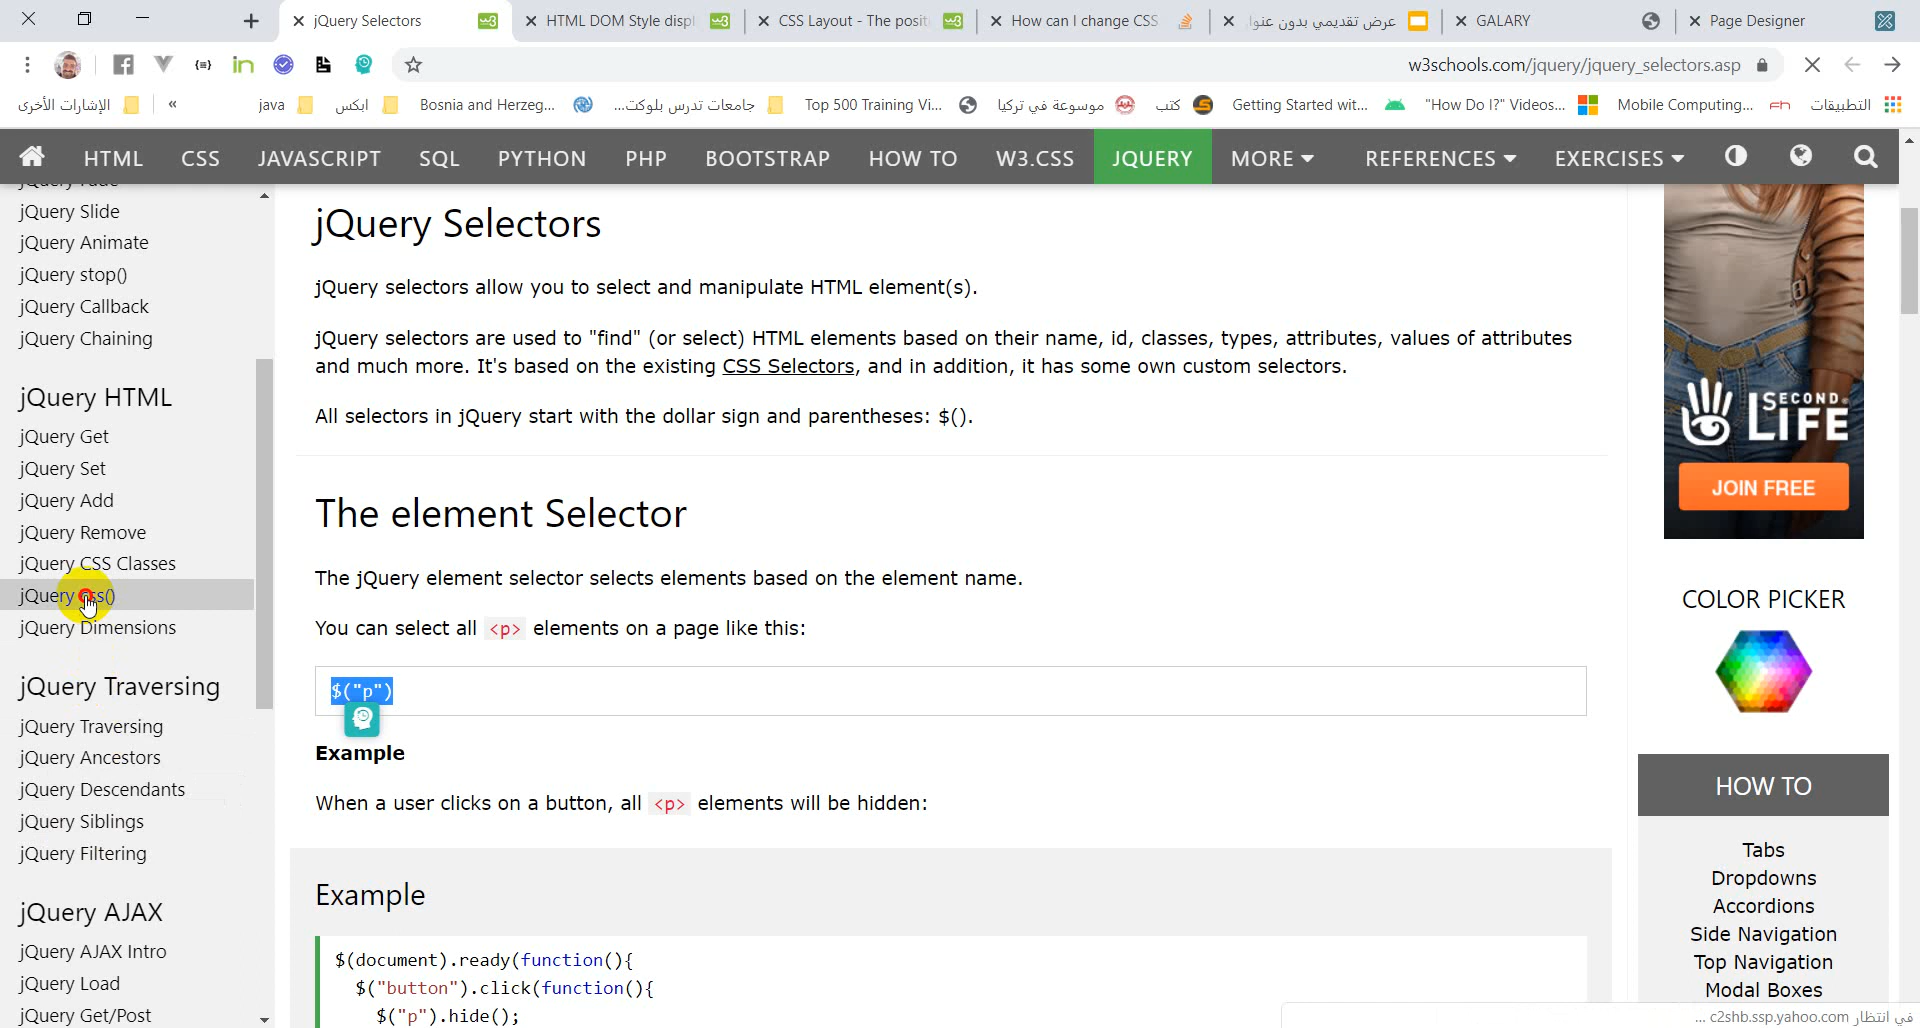 jQuery Selectors
HTML DOM Style displ
CSS Layout - The positi
How can I change CSS
عرض تقديمي بدون عنوا
GALARY
Page Designer
w3schools.com/jquery/jquery_selectors.asp
الإشارات الأخرى
«
java
ابكس
Bosnia and Herzeg...
جامعات تدرس بلوكت...
Top 500 Training Vi...
موسوعة في تركيا
كتب
Getting Started wit...
"How Do I?" Videos...
Mobile Computing...
التطبيقات
HTML
CSS
JAVASCRIPT
SQL
PYTHON
PHP
BOOTSTRAP
HOW TO
W3.CSS
JQUERY
MORE
REFERENCES
EXERCISES
jQuery Fade
jQuery Slide
jQuery Animate
jQuery stop()
jQuery Callback
jQuery Chaining
jQuery HTML
jQuery Get
jQuery Set
jQuery Add
jQuery Remove
jQuery CSS Classes
jQuery css()
jQuery Dimensions
jQuery Traversing
jQuery Traversing
jQuery Ancestors
jQuery Descendants
jQuery Siblings
jQuery Filtering
jQuery AJAX
jQuery AJAX Intro
jQuery Load
jQuery Get/Post
jQuery Selectors
jQuery selectors allow you to select and manipulate HTML element(s).
jQuery selectors are used to "find" (or select) HTML elements based on their name, id, classes, types, attributes, values of attributes
and much more. It's based on the existing CSS Selectors, and in addition, it has some own custom selectors.
All selectors in jQuery start with the dollar sign and parentheses: $().
The element Selector
The jQuery element selector selects elements based on the element name.
You can select all <p> elements on a page like this:
$("p")
Example
When a user clicks on a button, all <p> elements will be hidden:
Example
$(document).ready(function(){
$("button").click(function(){
$("p").hide();
SECOND
LIFE
JOIN FREE
COLOR PICKER
HOW TO
Tabs
Dropdowns
Accordions
Side Navigation
Top Navigation
Modal Boxes
في انتظار c2shb.ssp.yahoo.com ...